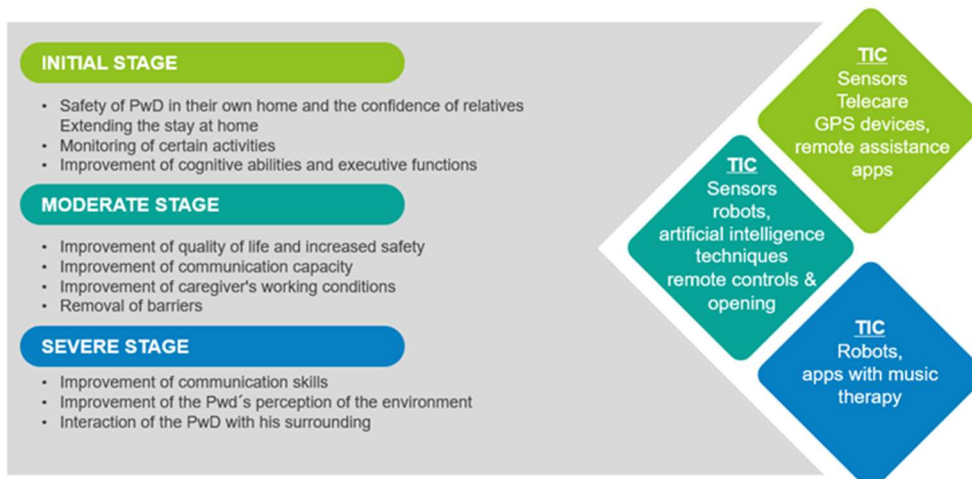 INITIAL STAGE
• Safety of PwD in their own home and the confidence of relatives
Extending the stay at home
• Monitoring of certain activities
• Improvement of cognitive abilities and executive functions
MODERATE STAGE
• Improvement of quality of life and increased safety
• Improvement of communication capacity
• Improvement of caregiver's working conditions
• Removal of barriers
SEVERE STAGE
• Improvement of communication skills
• Improvement of the Pwd´s perception of the environment
• Interaction of the PwD with his surrounding
TIC
Sensors
Telecare
GPS devices,
remote assistance
apps
TIC
Sensors
robots,
artificial intelligence
techniques
remote controls &
opening
TIC
Robots,
apps with music
therapy